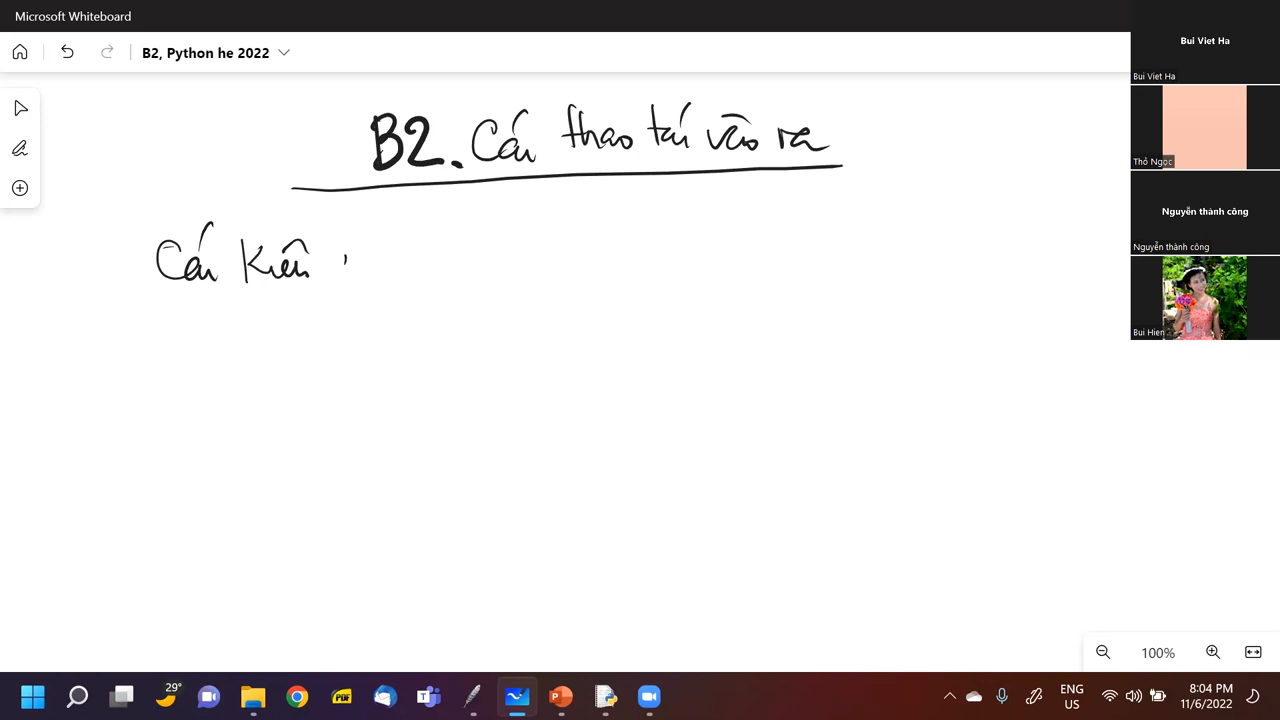 Microsoft Whiteboard
B2, Python he 2022
B2. Các thao tác vào ra
Các kiểu
Bui Viet Ha
Bui Viet Ha
Thỏ Ngọc
Nguyễn thành công
Nguyễn thành công
Bui Hien
100%
29°
PDF
ENG
US
8:04 PM
11/6/2022